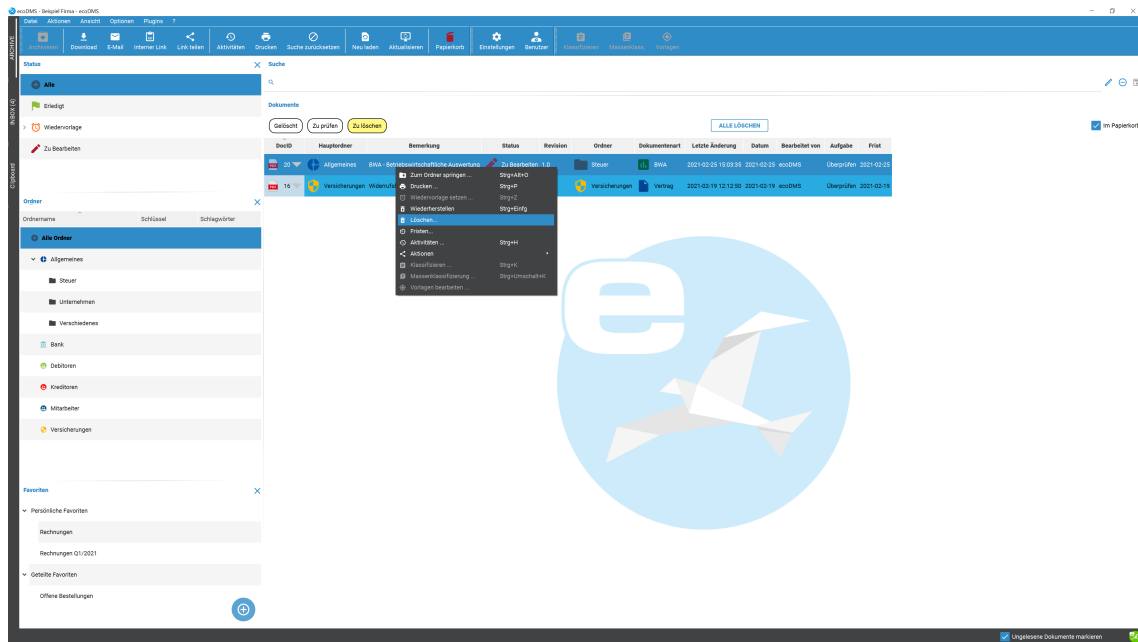 ecoDMS - Beispiel Firma - ecoDMS
Datei Aktionen Ansicht Optionen Plugins ?
Archivieren Download E-Mail Interner Link Link teilen Aktivitäten Drucken Suche zurücksetzen Neu laden Aktualisieren Papierkorb Einstellungen Benutzer Klassifizieren Massenklass. Vorlagen
ARCHIVE
INBOX (4)
Clipboard
Status
Alle
Erledigt
Wiedervorlage
Zu Bearbeiten
Ordner
Ordnername Schlüssel Schlagwörter
Alle Ordner
Allgemeines
Steuer
Unternehmen
Verschiedenes
Bank
Debitoren
Kreditoren
Mitarbeiter
Versicherungen
Favoriten
Persönliche Favoriten
Rechnungen
Rechnungen Q1/2021
Geteilte Favoriten
Offene Bestellungen
Suche
Dokumente
Gelöscht Zu prüfen Zu löschen ALLE LÖSCHEN Im Papierkorb
DocID Hauptordner Bemerkung Status Revision Ordner Dokumentenart Letzte Änderung Datum Bearbeitet von Aufgabe Frist
20 Allgemeines BWA - Betriebswirtschaftliche Auswertung Zu Bearbeiten 1.0 Steuer BWA 2021-02-25 15:03:35 2021-02-25 ecoDMS Überprüfen 2021-02-25
16 Versicherungen Versicherungen Vertrag 2021-02-19 12:12:50 2021-02-19 ecoDMS Überprüfen 2021-02-19
Zum Ordner springen ... Strg+Alt+O
Drucken ... Strg+P
Wiedervorlage setzen ... Strg+Z
Wiederherstellen Strg+Einfg
Löschen...
Fristen...
Aktivitäten ... Strg+H
Aktionen
Klassifizieren ... Strg+K
Massenklassifizierung ... Strg+Umschalt+K
Vorlagen bearbeiten ...
e
Ungelesene Dokumente markieren